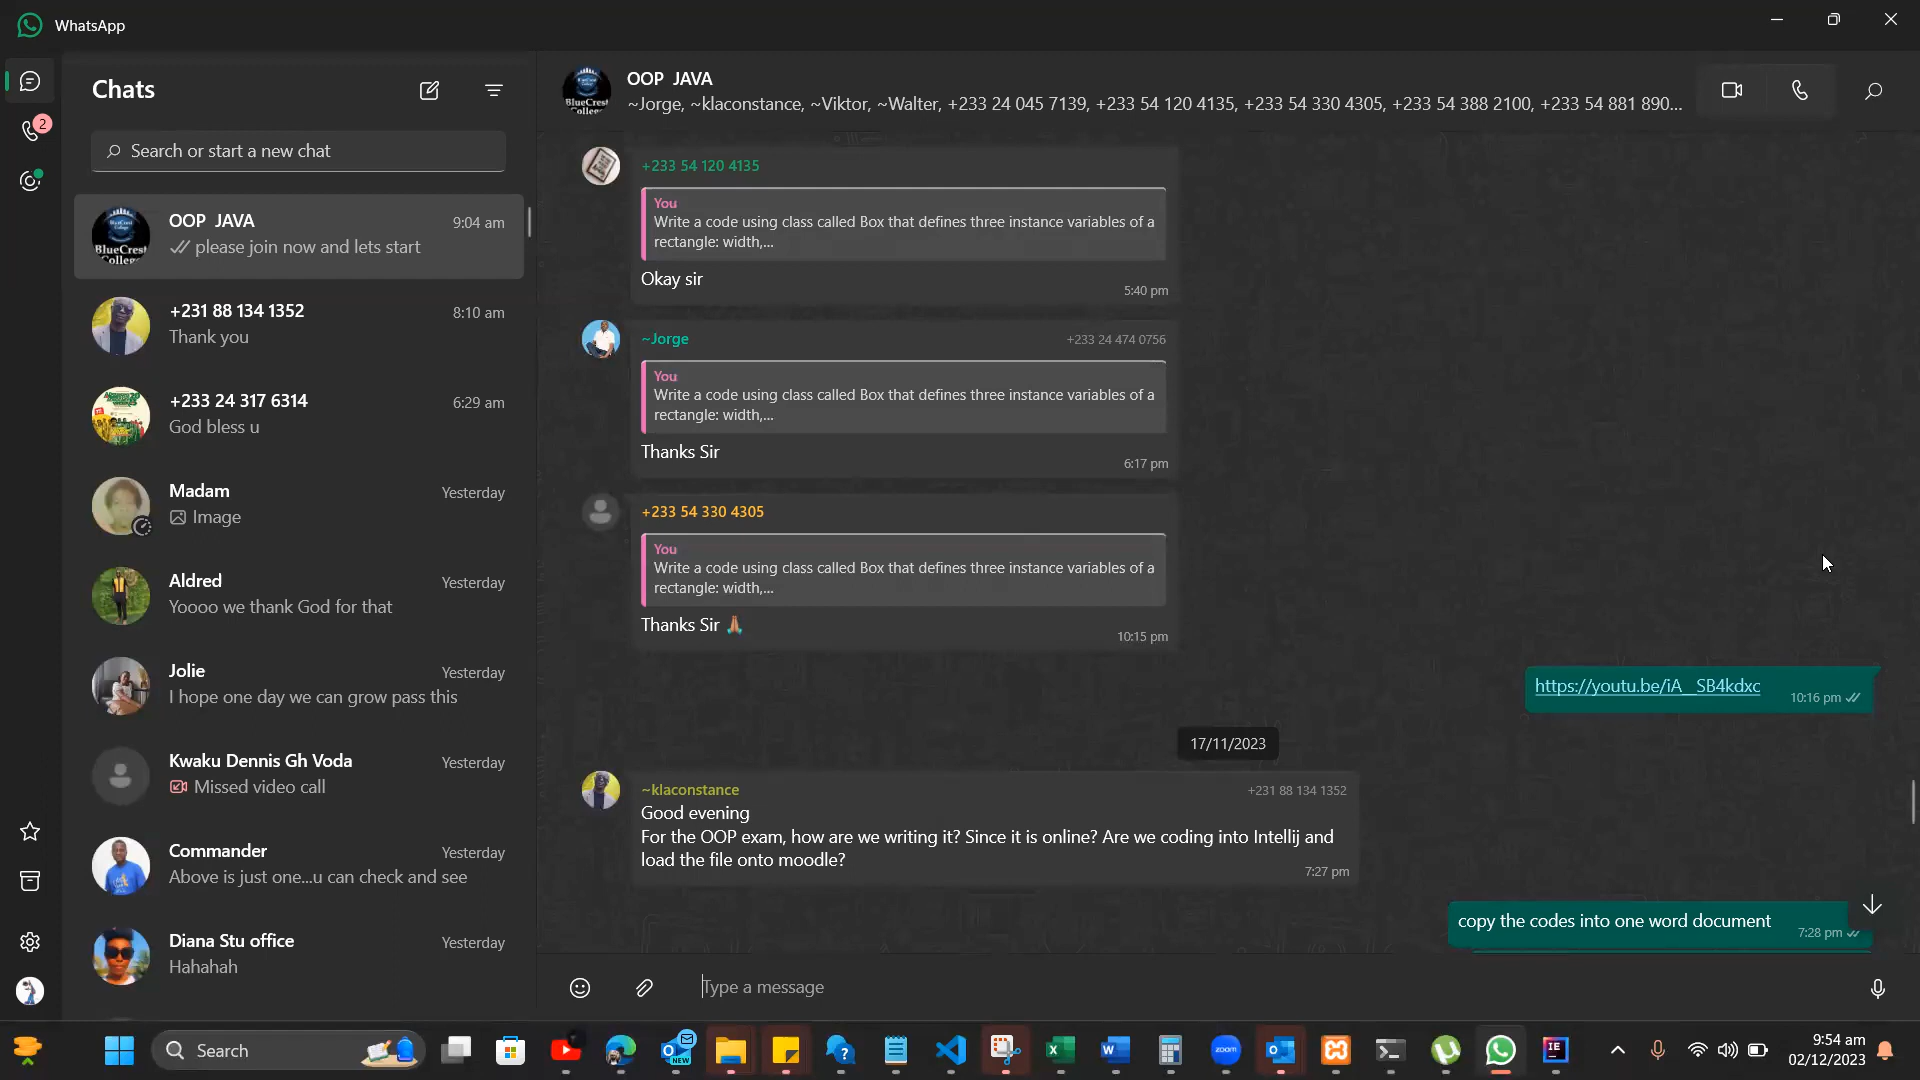 WhatsApp
Chats
Search or start a new chat
2
OOP JAVA
9:04 am
please join now and lets start
+231 88 134 1352
8:10 am
Thank you
+233 24 317 6314
6:29 am
God bless u
Madam
Yesterday
Image
Aldred
Yesterday
Yoooo we thank God for that
Jolie
Yesterday
I hope one day we can grow pass this
Kwaku Dennis Gh Voda
Yesterday
Missed video call
Commander
Yesterday
Above is just one...u can check and see
Diana Stu office
Yesterday
Hahahah
BlueCrest
College
OOP JAVA
~Jorge, ~klaconstance, ~Viktor, ~Walter, +233 24 045 7139, +233 54 120 4135, +233 54 330 4305, +233 54 388 2100, +233 54 881 890...
+233 54 120 4135
You
Write a code using class called Box that defines three instance variables of a
rectangle: width,...
Okay sir
5:40 pm
~Jorge
+233 24 474 0756
You
Write a code using class called Box that defines three instance variables of a
rectangle: width,...
Thanks Sir
6:17 pm
+233 54 330 4305
You
Write a code using class called Box that defines three instance variables of a
rectangle: width,...
Thanks Sir 🙏🏽
10:15 pm
https://youtu.be/iA__SB4kdxc
10:16 pm
17/11/2023
~klaconstance
+231 88 134 1352
Good evening
For the OOP exam, how are we writing it? Since it is online? Are we coding into Intellij and
load the file onto moodle?
7:27 pm
copy the codes into one word document
7:28 pm
Type a message
Search
NEW
zoom
9:54 am
02/12/2023